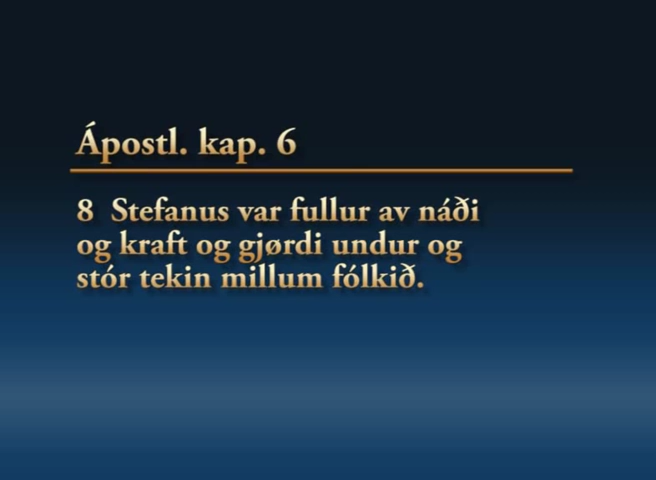 Ápostl. kap. 6
8 Stefanus var fullur av náði
og kraft og gjørdi undur og
stór tekin millum fólkið.